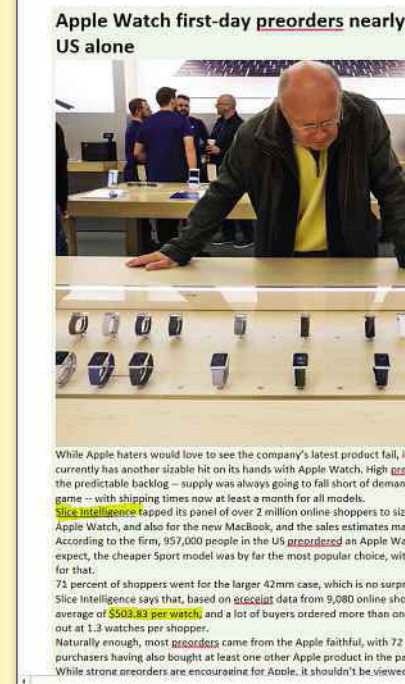 Apple Watch first-day preorders nearly
US alone
While Apple haters would love to see the company's latest product fail, i
currently has another sizable hit on its hands with Apple Watch. High pre
the predictable backlog -- supply was always going to fall short of deman
game -- with shipping times now at least a month for all models.
Slice Intelligence tapped its panel of over 2 million online shoppers to siz
Apple Watch, and also for the new MacBook, and the sales estimates ma
According to the firm, 957,000 people in the US preordered an Apple Wa
expect, the cheaper Sport model was by far the most popular choice, wit
for that.
71 percent of shoppers went for the larger 42mm case, which is no surpr
Slice Intelligence says that, based on ereceipt data from 9,080 online sho
average of $503.83 per watch, and a lot of buyers ordered more than on
out at 1.3 watches per shopper.
Naturally enough, most preorders came from the Apple faithful, with 72
purchasers having also bought at least one other Apple product in the pa
While strong preorders are encouraging for Apple, it shouldn't be viewed